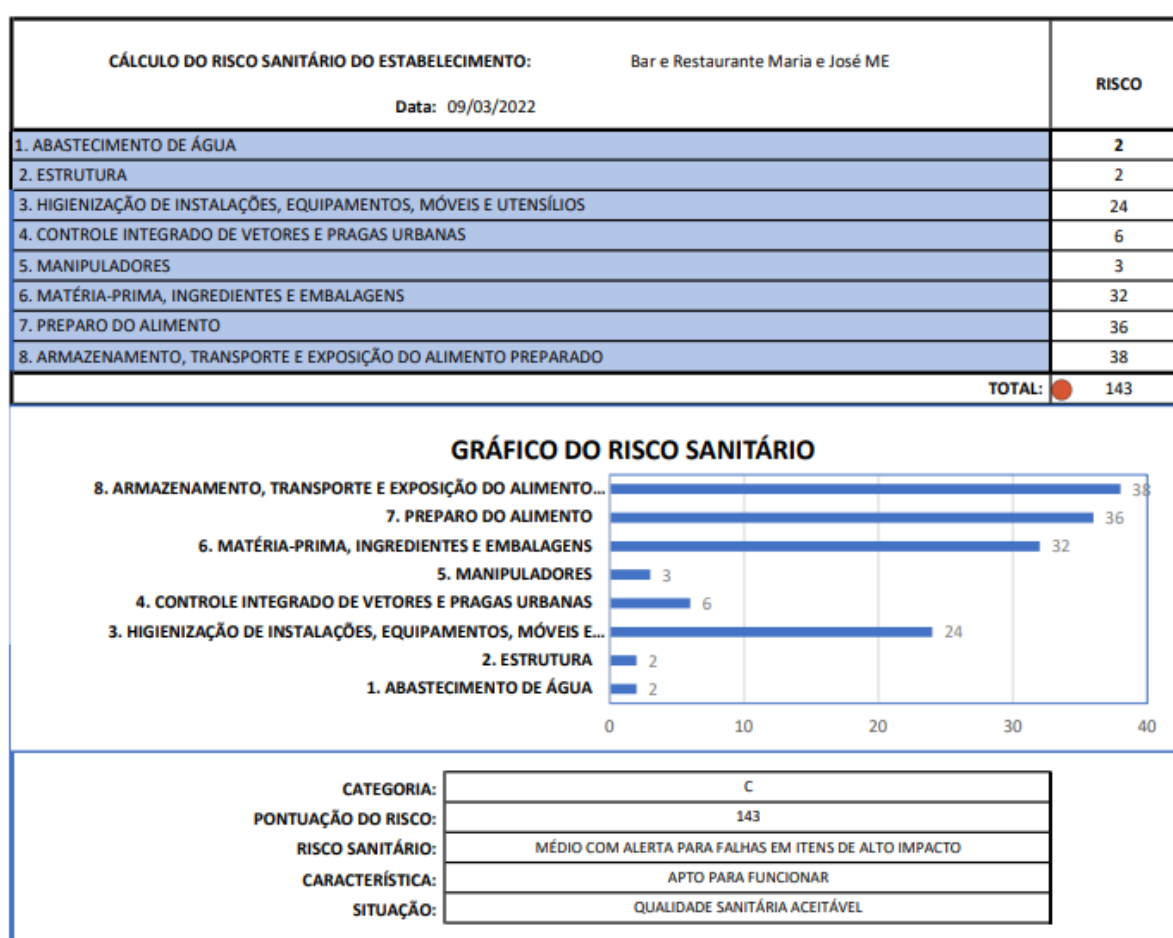 CÁLCULO DO RISCO SANITÁRIO DO ESTABELECIMENTO: Bar e Restaurante Maria e José ME
RISCO
Data: 09/03/2022
1. ABASTECIMENTO DE ÁGUA 2
2. ESTRUTURA 2
3. HIGIENIZAÇÃO DE INSTALAÇÕES, EQUIPAMENTOS, MÓVEIS E UTENSÍLIOS 24
4. CONTROLE INTEGRADO DE VETORES E PRAGAS URBANAS 6
5. MANIPULADORES 3
6. MATÉRIA-PRIMA, INGREDIENTES E EMBALAGENS 32
7. PREPARO DO ALIMENTO 36
8. ARMAZENAMENTO, TRANSPORTE E EXPOSIÇÃO DO ALIMENTO PREPARADO 38
TOTAL: 143
GRÁFICO DO RISCO SANITÁRIO
8. ARMAZENAMENTO, TRANSPORTE E EXPOSIÇÃO DO ALIMENTO... 38
7. PREPARO DO ALIMENTO 36
6. MATÉRIA-PRIMA, INGREDIENTES E EMBALAGENS 32
5. MANIPULADORES 3
4. CONTROLE INTEGRADO DE VETORES E PRAGAS URBANAS 6
3. HIGIENIZAÇÃO DE INSTALAÇÕES, EQUIPAMENTOS, MÓVEIS E... 24
2. ESTRUTURA 2
1. ABASTECIMENTO DE ÁGUA 2
0 10 20 30 40
CATEGORIA: C
PONTUAÇÃO DO RISCO: 143
RISCO SANITÁRIO: MÉDIO COM ALERTA PARA FALHAS EM ITENS DE ALTO IMPACTO
CARACTERÍSTICA: APTO PARA FUNCIONAR
SITUAÇÃO: QUALIDADE SANITÁRIA ACEITÁVEL